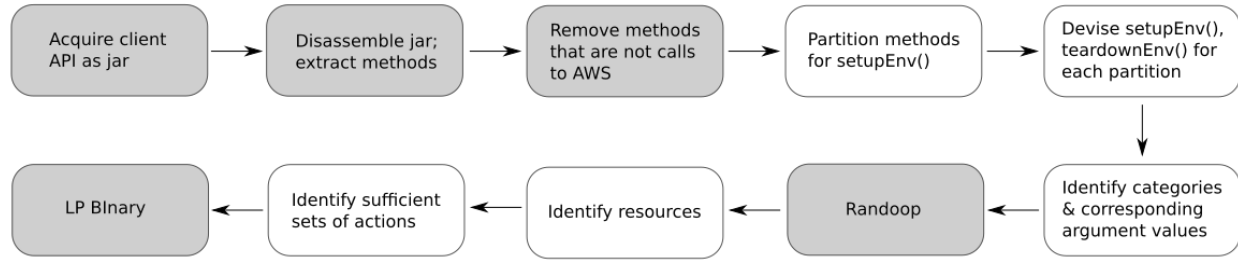 Acquire client
API as jar
Disassemble jar;
extract methods
Remove methods
that are not calls
to AWS
Partition methods
for setupEnv()
Devise setupEnv(),
teardownEnv() for
each partition
Identify categories
& corresponding
argument values
Randoop
Identify resources
Identify sufficient
sets of actions
LP BInary